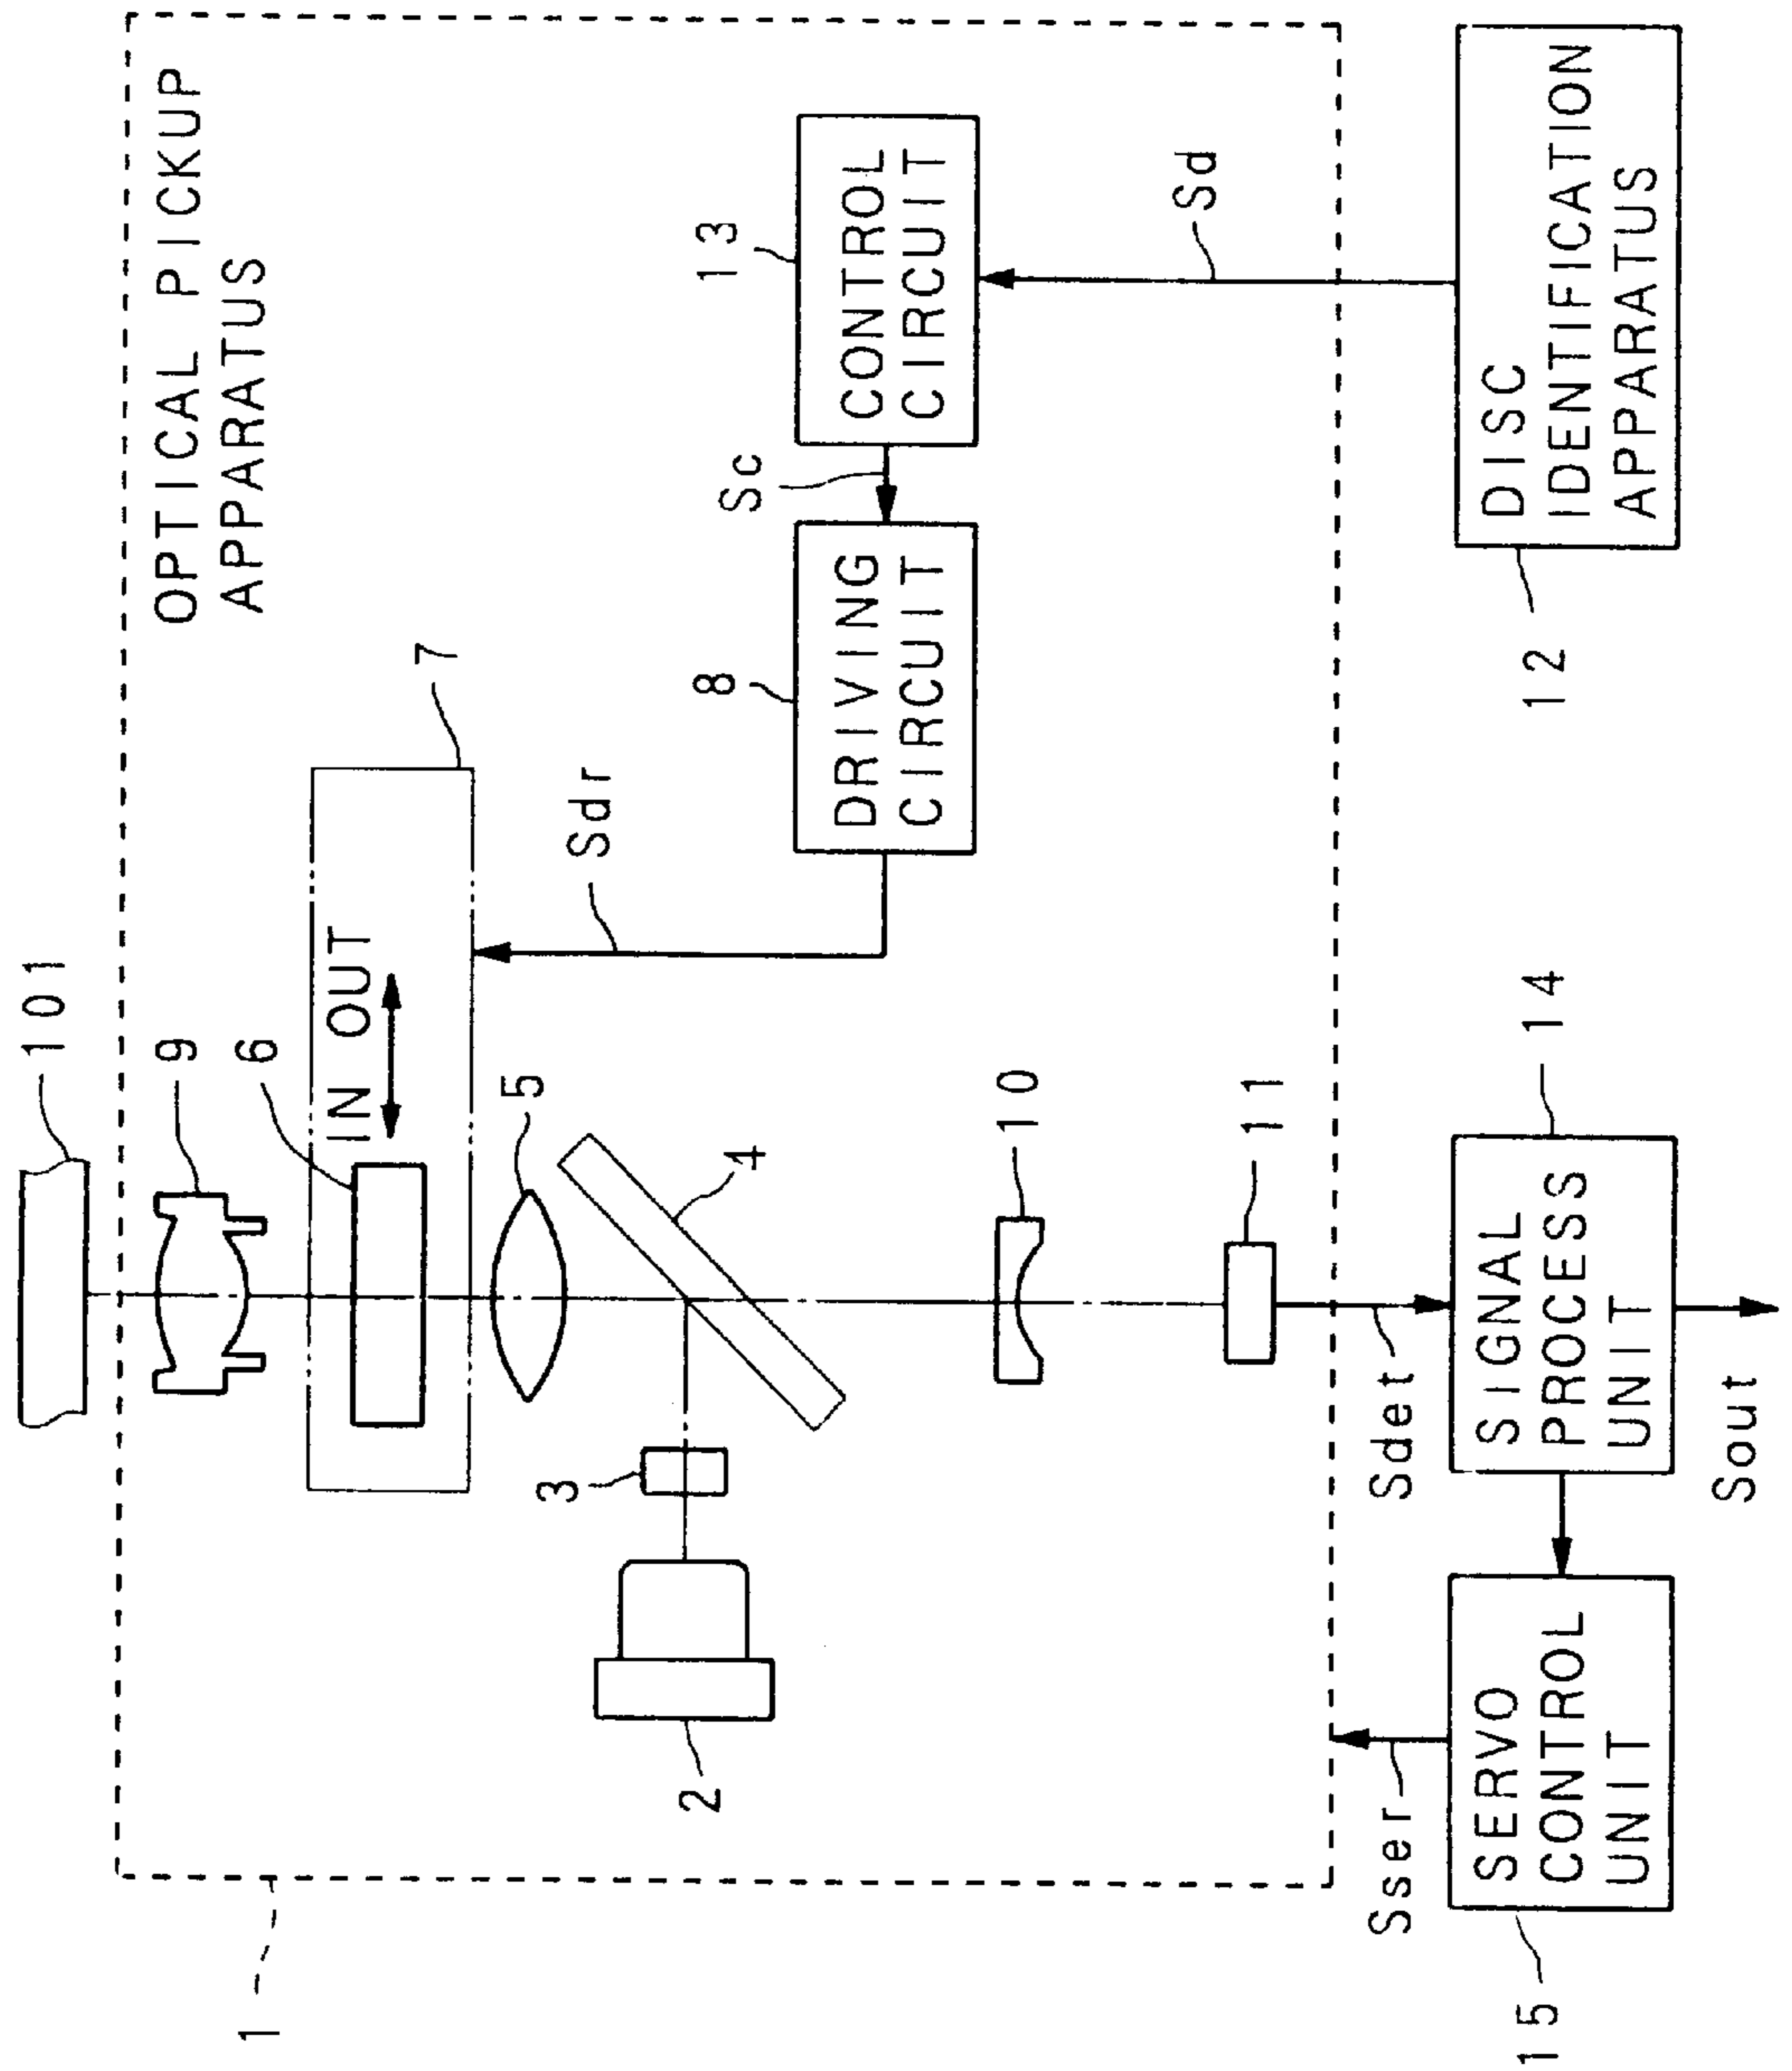 OPTICAL PICKUP
APPARATUS
1
101
9
6
IN OUT
7
5
4
3
2
Sdr
8
DRIVING
CIRCUIT
Sc
13
CONTROL
CIRCUIT
Sd
10
11
Sdet
Sser
15
SERVO
CONTROL
UNIT
14
SIGNAL
PROCESS
UNIT
Sout
12
DISC
IDENTIFICATION
APPARATUS